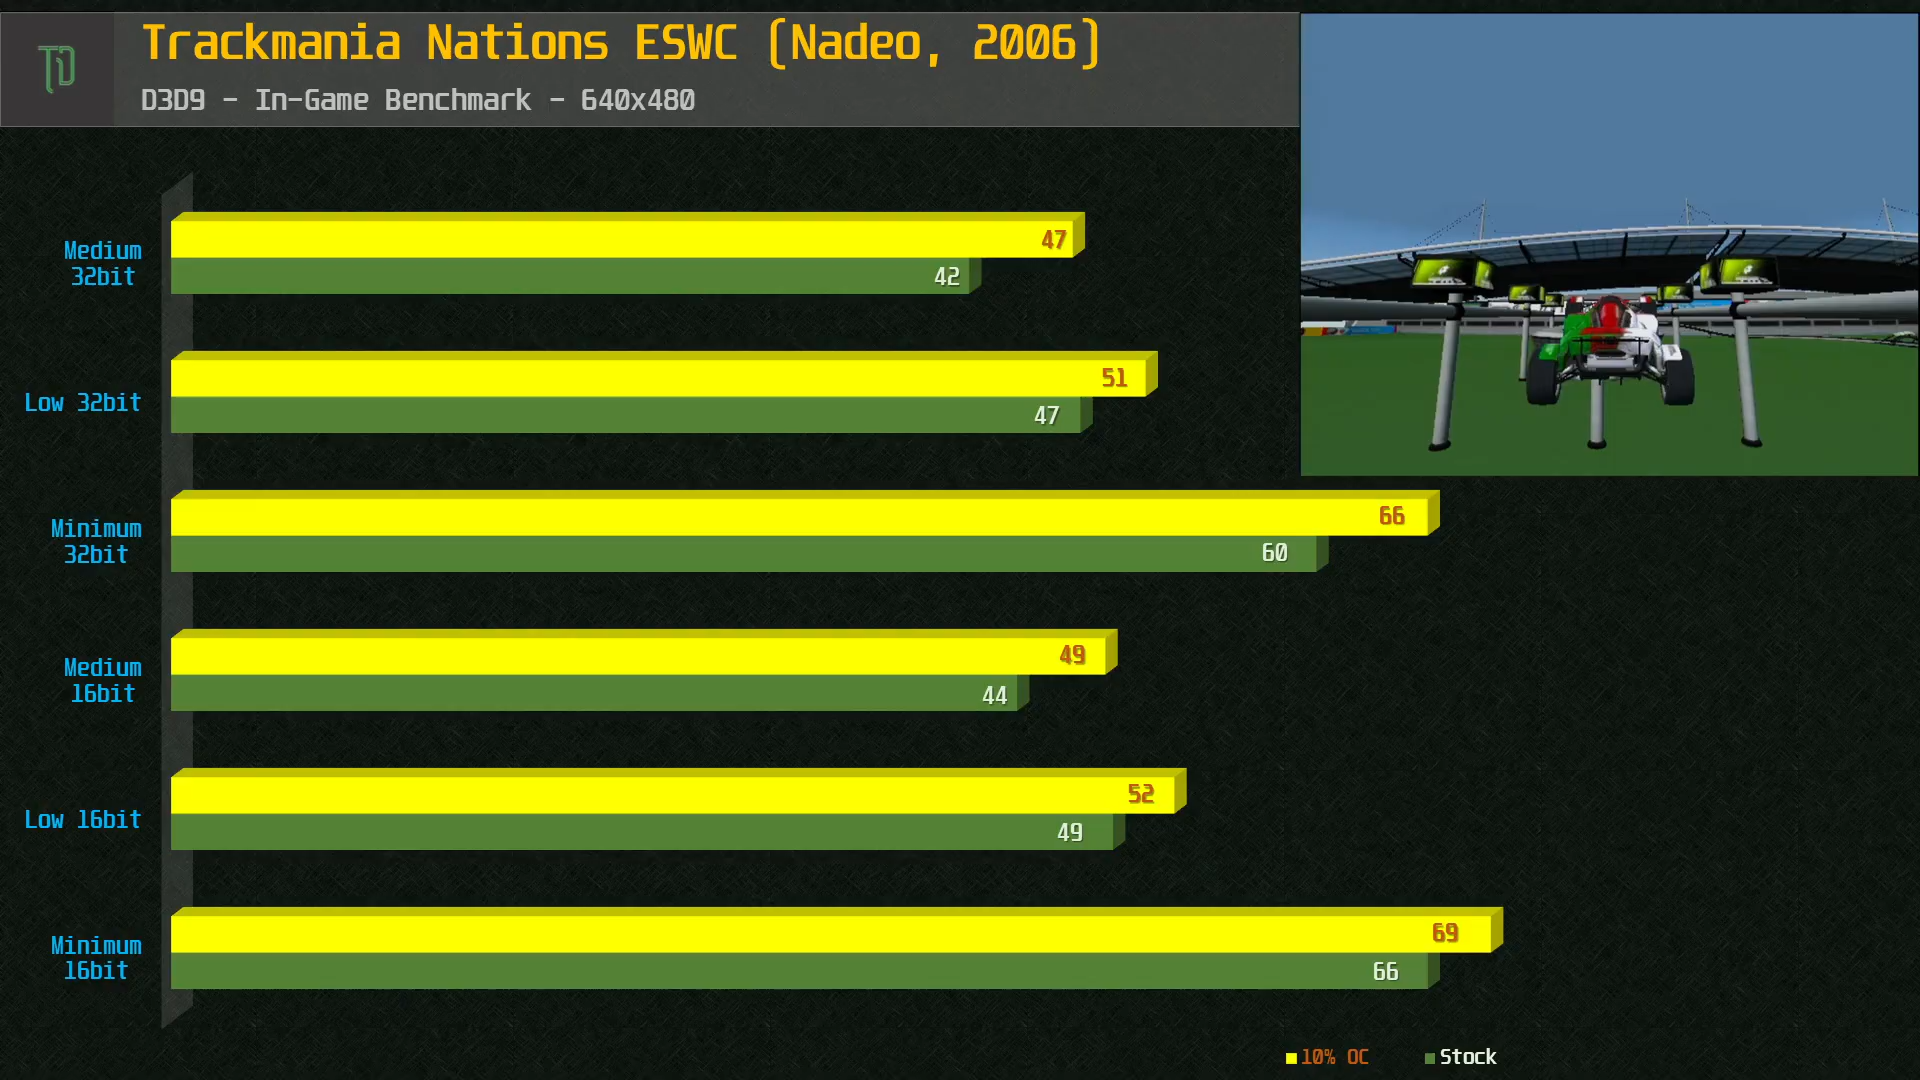 TD
Trackmania Nations ESWC (Nadeo, 2006)
D3D9 - In-Game Benchmark - 640x480
Medium
32bit
47
42
Low 32bit
51
47
Minimum
32bit
66
60
Medium
16bit
49
44
Low 16bit
52
49
Minimum
16bit
69
66
10% OC
Stock